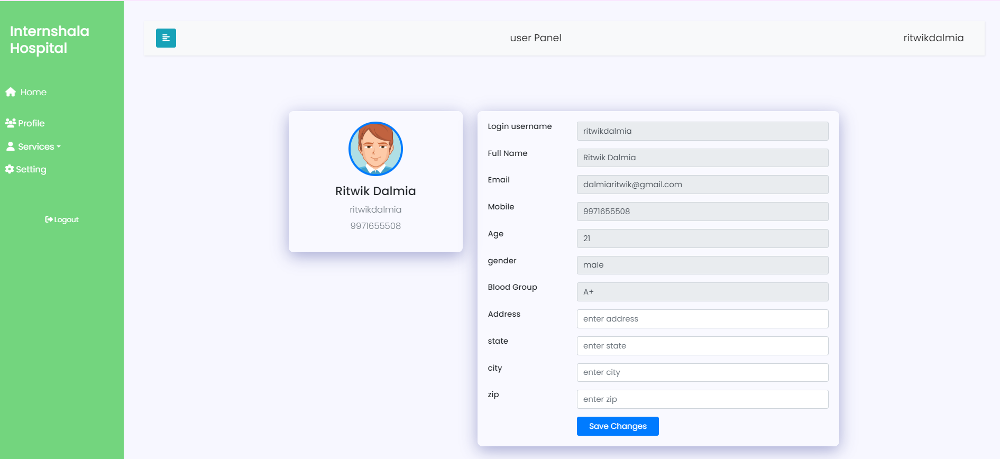 Internshala
Hospital
Home
Profile
Services
Setting
Logout
user Panel
ritwikdalmia
Ritwik Dalmia
ritwikdalmia
9971655508
Login username
ritwikdalmia
Full Name
Ritwik Dalmia
Email
dalmiaritwik@gmail.com
Mobile
9971655508
Age
21
gender
male
Blood Group
A+
Address
enter address
state
enter state
city
enter city
zip
enter zip
Save Changes